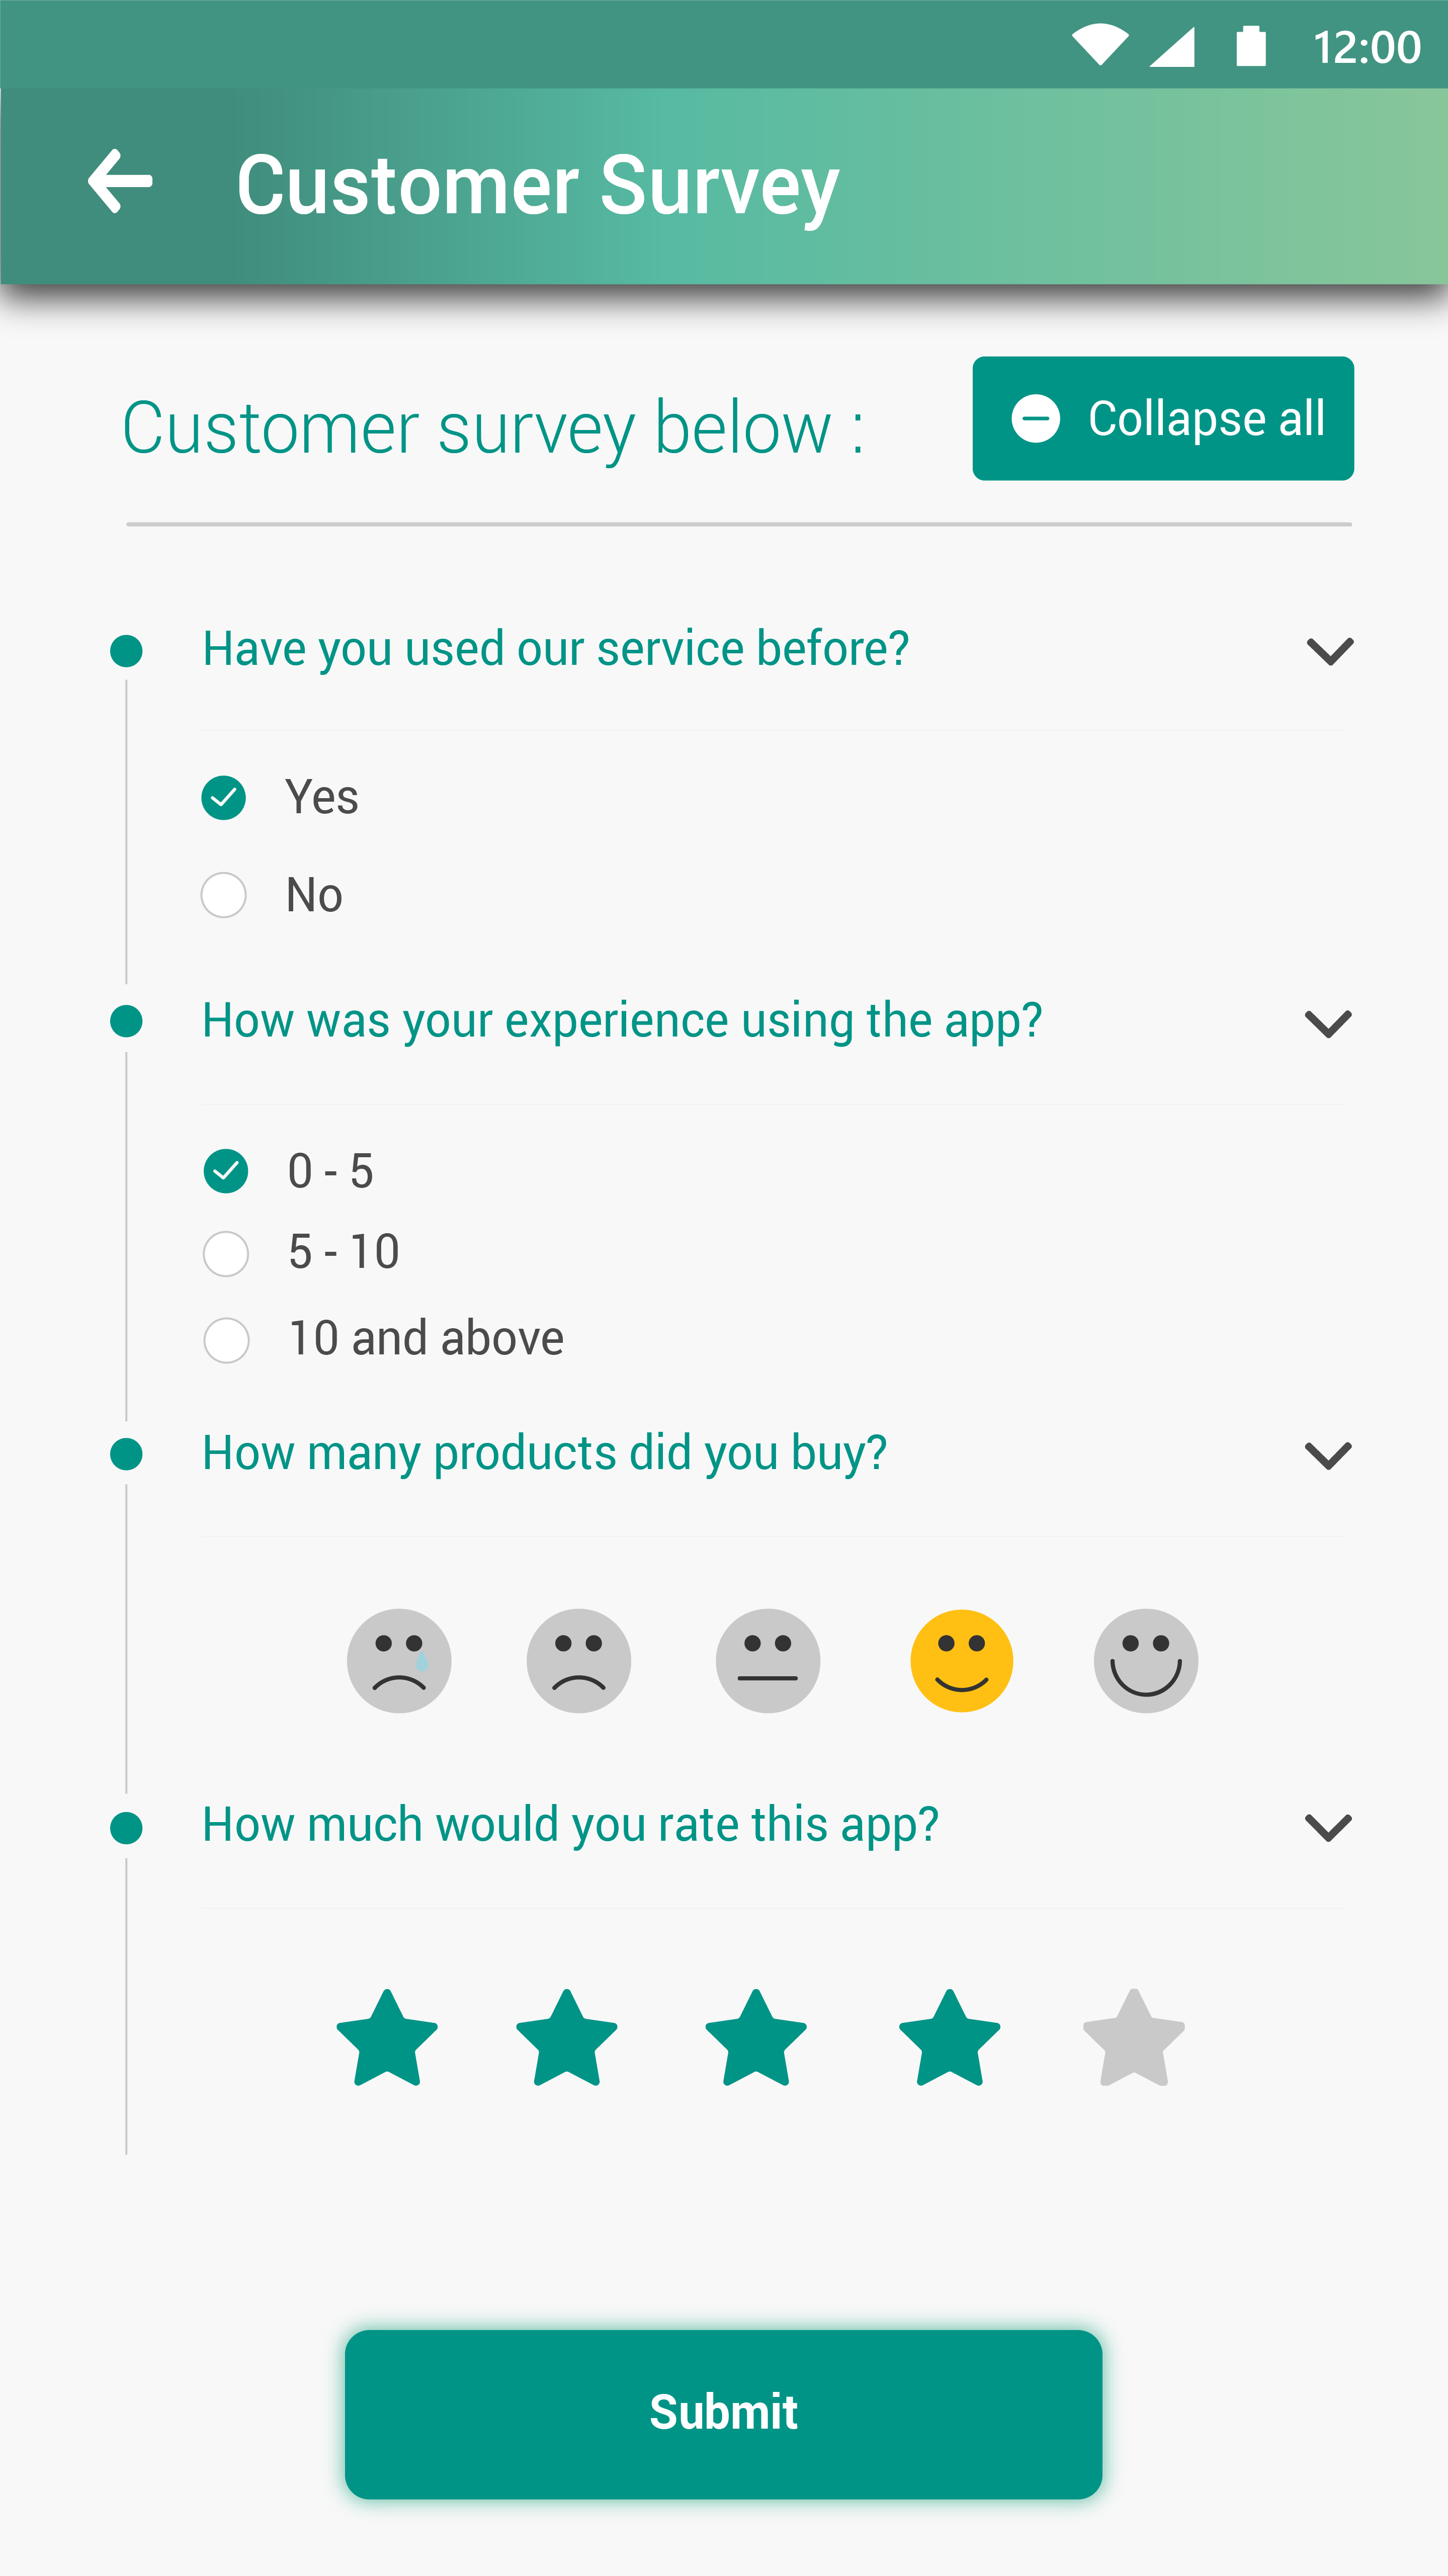 12:00
Customer Survey
Customer survey below :
Collapse all
Have you used our service before?
Yes
No
How was your experience using the app?
0 - 5
5 - 10
10 and above
How many products did you buy?
How much would you rate this app?
Submit